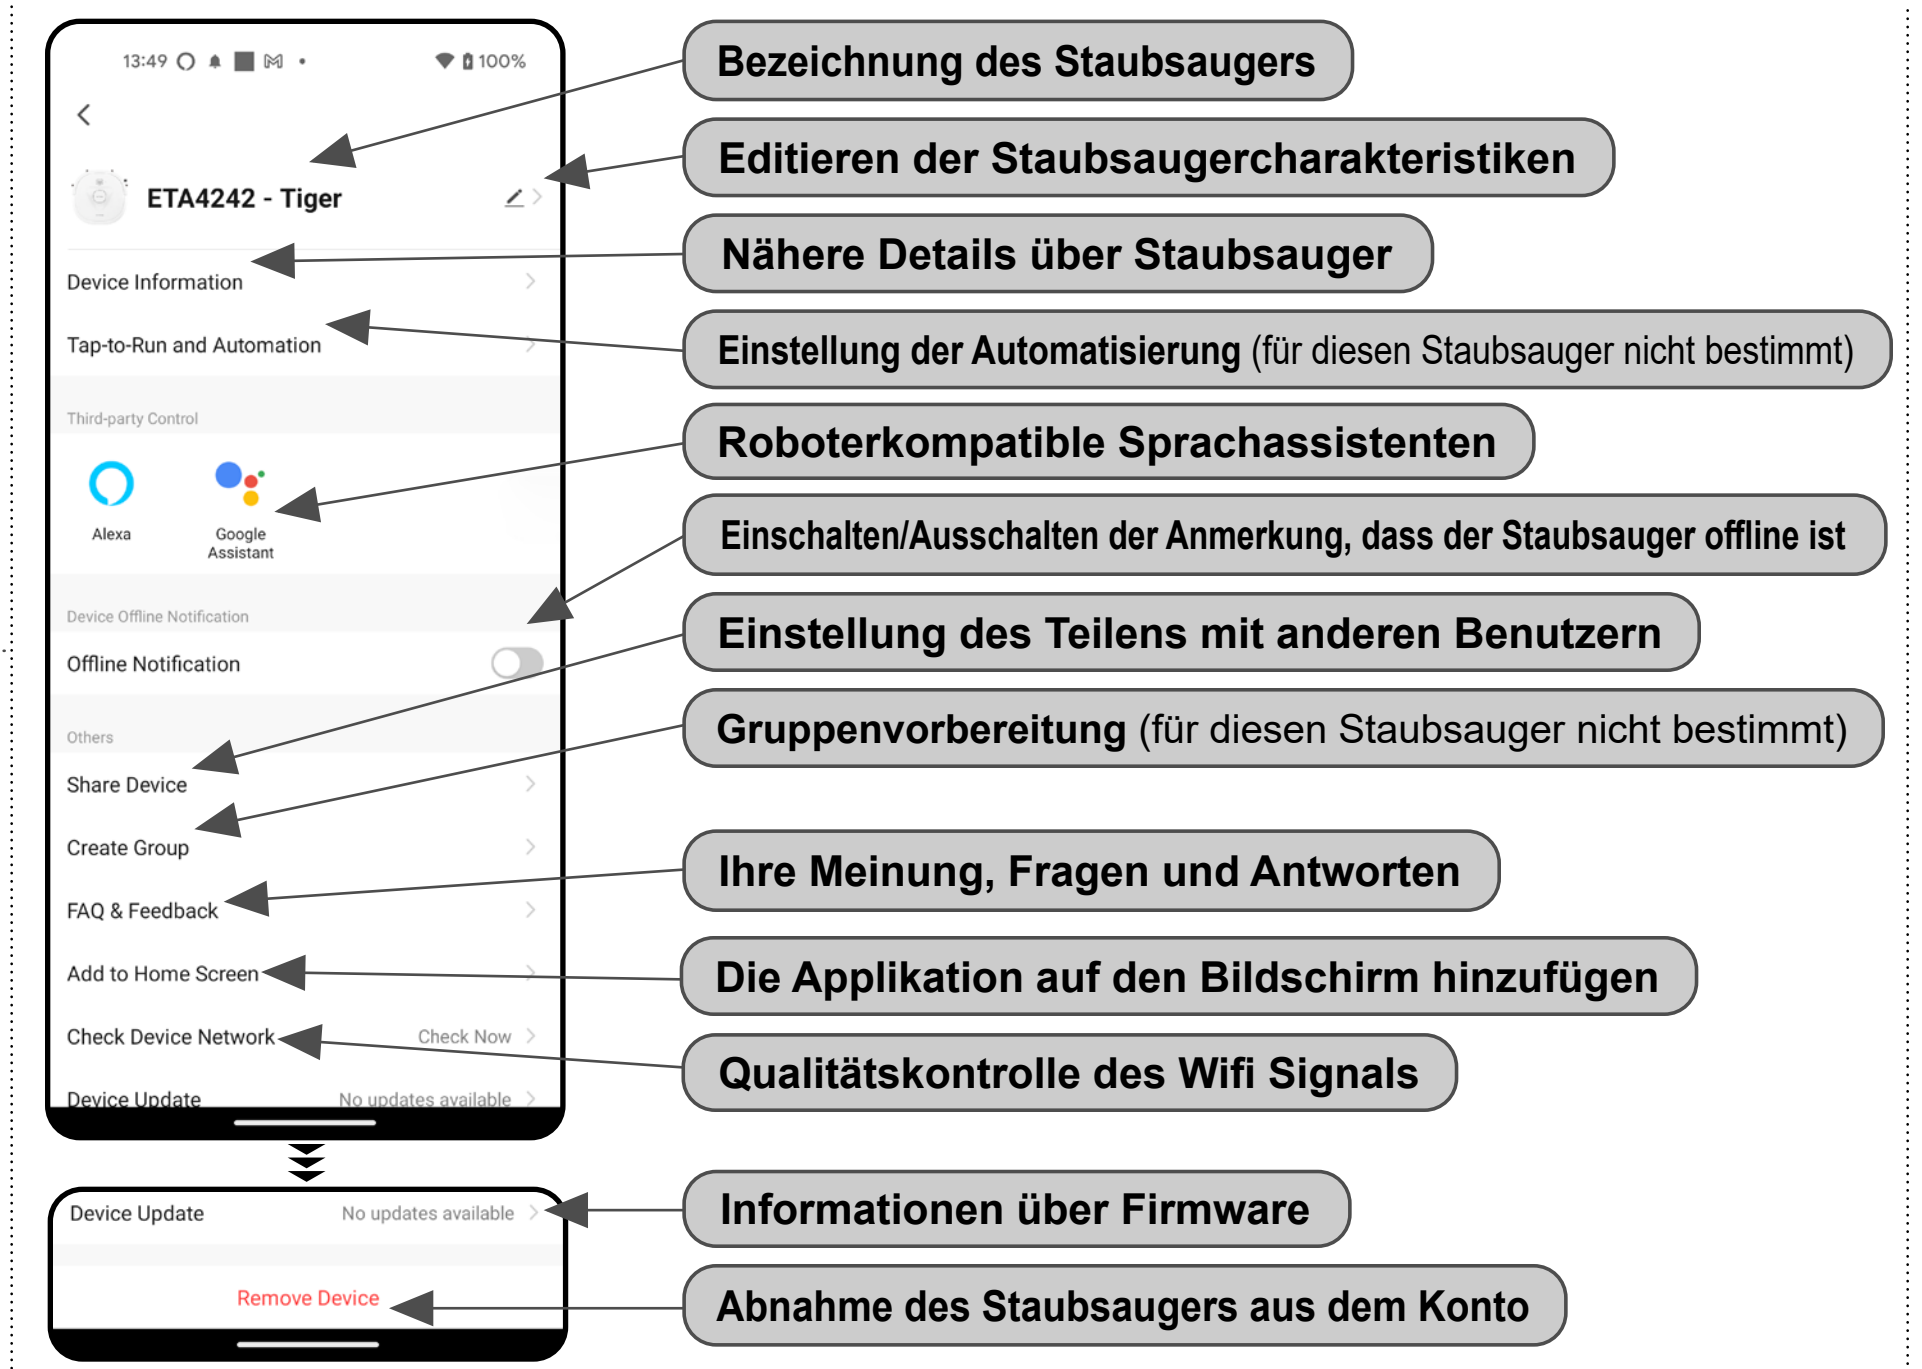 13:49
100%
Bezeichnung des Staubsaugers
Editieren der Staubsaugercharakteristiken
ETA4242 - Tiger
Nähere Details über Staubsauger
Device Information
Einstellung der Automatisierung (für diesen Staubsauger nicht bestimmt)
Tap-to-Run and Automation
Third-party Control
Roboterkompatible Sprachassistenten
Alexa
Google
Assistant
Einschalten/Ausschalten der Anmerkung, dass der Staubsauger offline ist
Device Offline Notification
Einstellung des Teilens mit anderen Benutzern
Offline Notification
Gruppenvorbereitung (für diesen Staubsauger nicht bestimmt)
Others
Share Device
Create Group
Ihre Meinung, Fragen und Antworten
FAQ & Feedback
Add to Home Screen
Die Applikation auf den Bildschirm hinzufügen
Check Device Network
Check Now
Qualitätskontrolle des Wifi Signals
Device Update
No updates available
Device Update
No updates available
Informationen über Firmware
Remove Device
Abnahme des Staubsaugers aus dem Konto